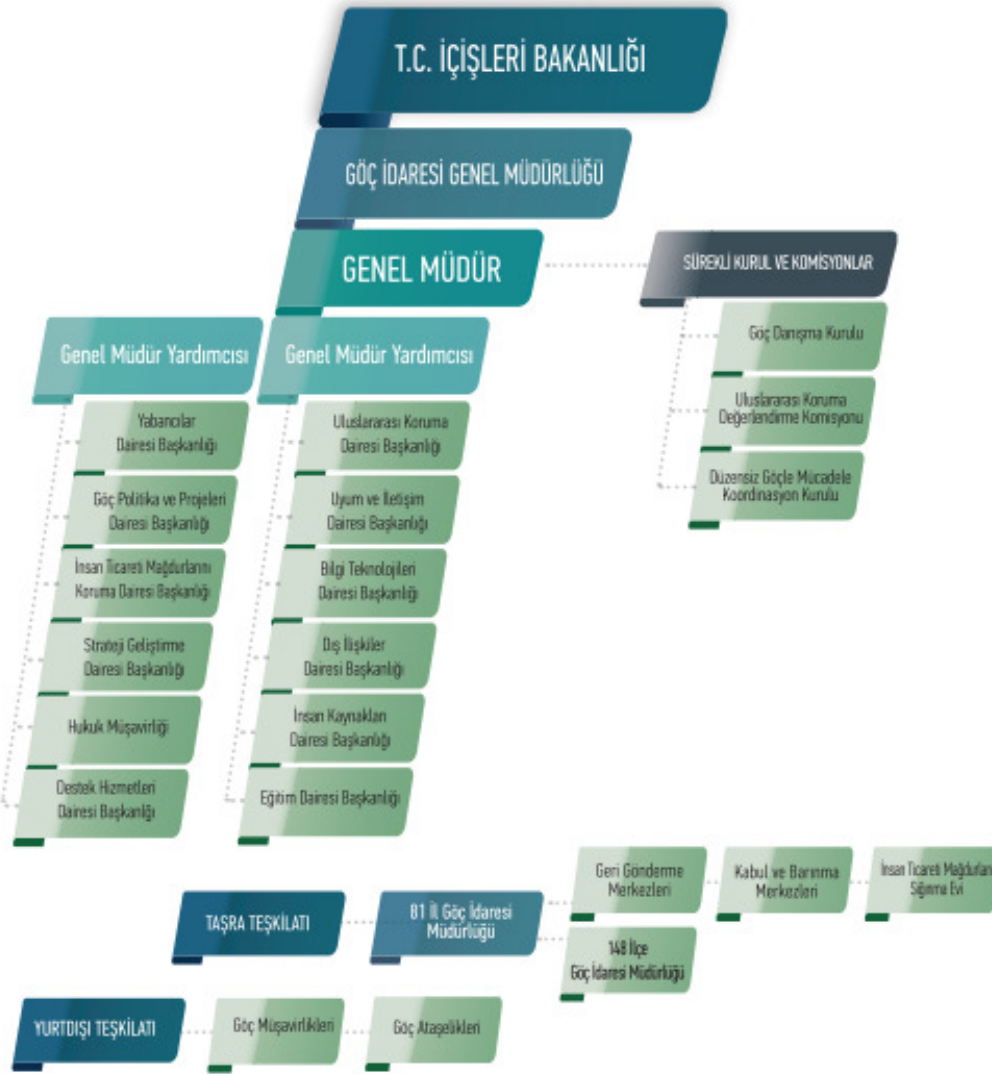 T.C. İÇİŞLERİ BAKANLIĞI
GÖÇ İDARESİ GENEL MÜDÜRLÜĞÜ
GENEL MÜDÜR
SÜREKLİ KURUL VE KOMİSYONLAR
Göç Danışma Kurulu
Uluslararası Koruma
Değerlendirme Komisyonu
Düzensiz Göçle Mücadele
Koordinasyon Kurulu
Genel Müdür Yardımcısı
Yabancılar
Dairesi Başkanlığı
Göç Politika ve Projeleri
Dairesi Başkanlığı
İnsan Ticareti Mağdurlarını
Koruma Dairesi Başkanlığı
Strateji Geliştirme
Dairesi Başkanlığı
Hukuk Müşavirliği
Destek Hizmetleri
Dairesi Başkanlğı
Genel Müdür Yardımcısı
Uluslararası Koruma
Dairesi Başkanlığı
Uyum ve İletişim
Dairesi Başkanlığı
Bilgi Teknolojileri
Dairesi Başkanlığı
Dış İlişkiler
Dairesi Başkanlığı
İnsan Kaynakları
Dairesi Başkanlığı
Eğitim Dairesi Başkanlığı
TAŞRA TEŞKİLATI
81 İl Göç İdaresi
Müdürlüğü
Geri Gönderme
Merkezleri
Kabul ve Barınma
Merkezleri
İnsan Ticareti Mağdurları
Sığınma Evi
148 İlçe
Göç İdaresi Müdürlüğü
YURTDIŞI TEŞKİLATI
Göç Müşavirlikleri
Göç Ataşelikleri